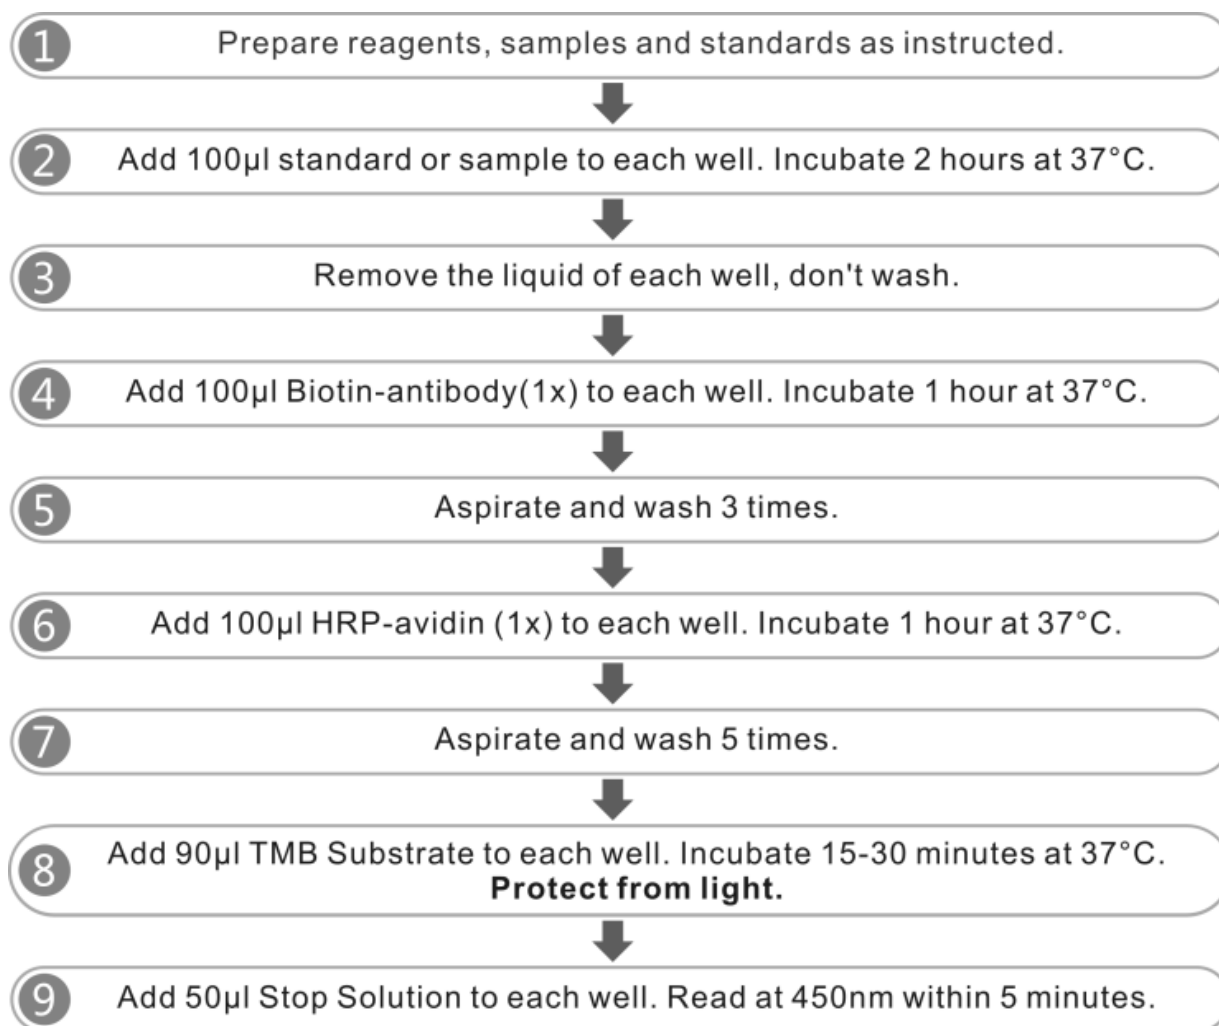 1 Prepare reagents, samples and standards as instructed.
2 Add 100µl standard or sample to each well. Incubate 2 hours at 37°C.
3 Remove the liquid of each well, don't wash.
4 Add 100µl Biotin-antibody(1x) to each well. Incubate 1 hour at 37°C.
5 Aspirate and wash 3 times.
6 Add 100µl HRP-avidin (1x) to each well. Incubate 1 hour at 37°C.
7 Aspirate and wash 5 times.
8 Add 90µl TMB Substrate to each well. Incubate 15-30 minutes at 37°C.
Protect from light.
9 Add 50µl Stop Solution to each well. Read at 450nm within 5 minutes.